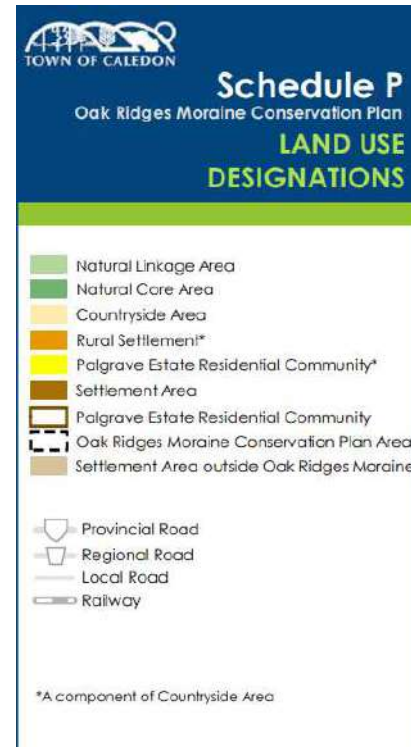 TOWN OF CALEDON
Schedule P
Oak Ridges Moraine Conservation Plan
LAND USE
DESIGNATIONS
Natural Linkage Area
Natural Core Area
Countryside Area
Rural Settlement*
Palgrave Estate Residential Community*
Settlement Area
Palgrave Estate Residential Community
Oak Ridges Moraine Conservation Plan Area
Settlement Area outside Oak Ridges Moraine
Provincial Road
Regional Road
Local Road
Railway
*A component of Countryside Area